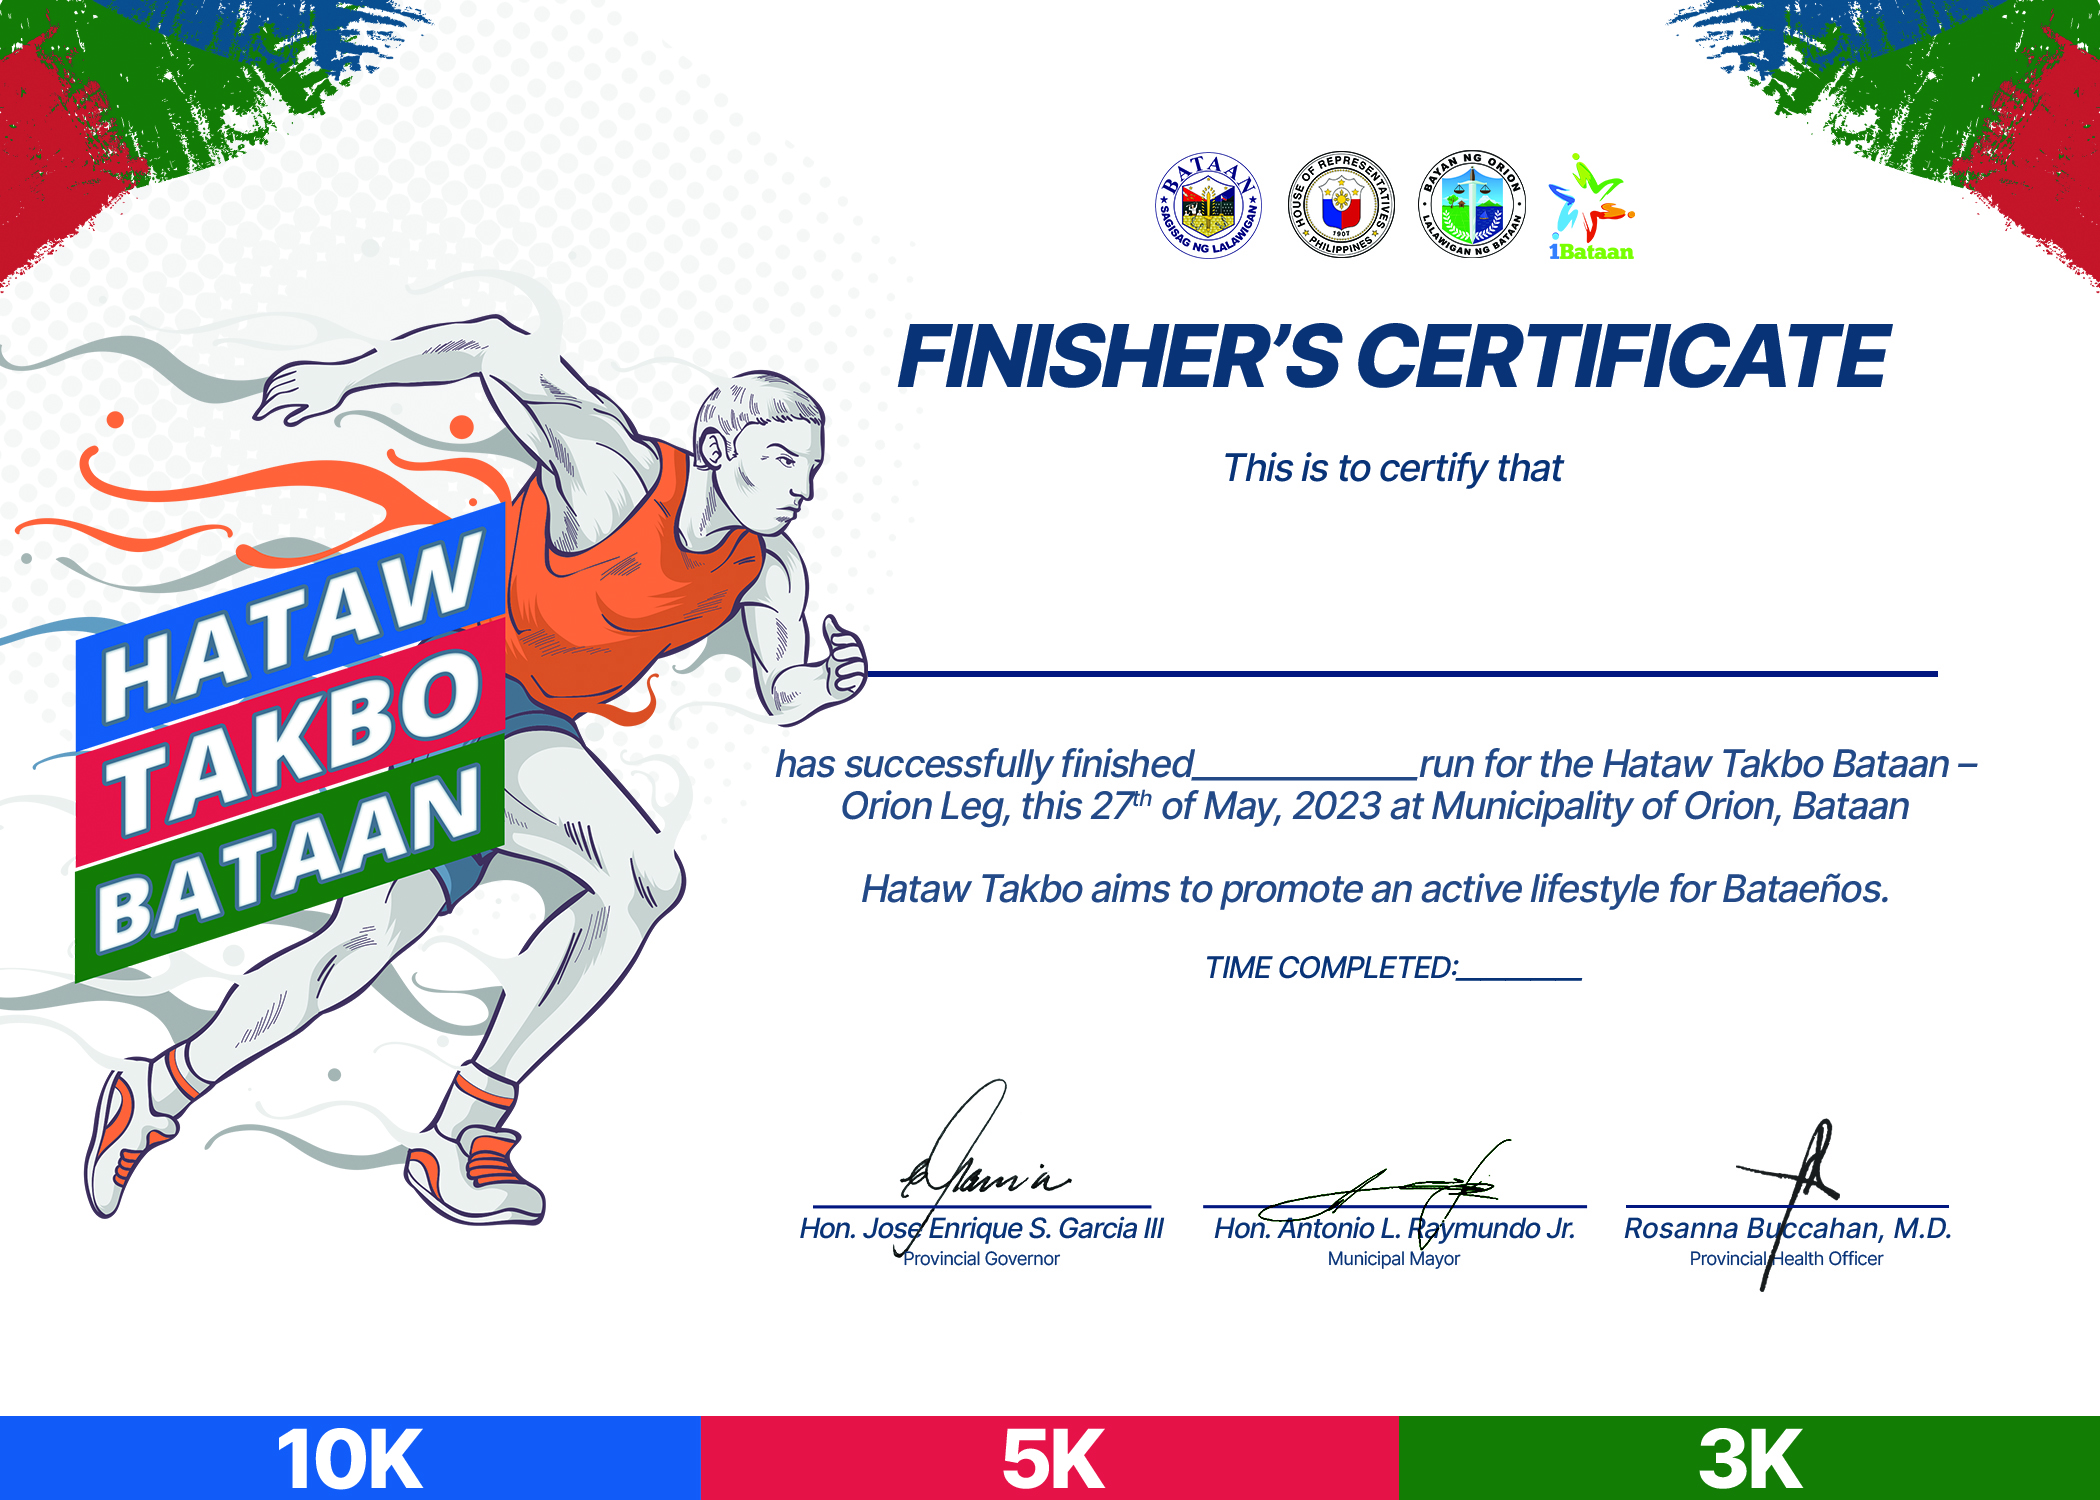 BATAAN
SAGISAG NG LALAWIGAN
HOUSE OF REPRESENTATIVES
1907
PHILIPPINES
BAYAN NG ORION
LALAWIGAN NG BATAAN
1Bataan
FINISHER'S CERTIFICATE
This is to certify that
HATAW
TAKBO
BATAAN
has successfully finished____________run for the Hataw Takbo Bataan –
Orion Leg, this 27th of May, 2023 at Municipality of Orion, Bataan
Hataw Takbo aims to promote an active lifestyle for Bataeños.
TIME COMPLETED:________
Hon. Jose Enrique S. Garcia III
Provincial Governor
Hon. Antonio L. Raymundo Jr.
Municipal Mayor
Rosanna Buccahan, M.D.
Provincial Health Officer
10K
5K
3K